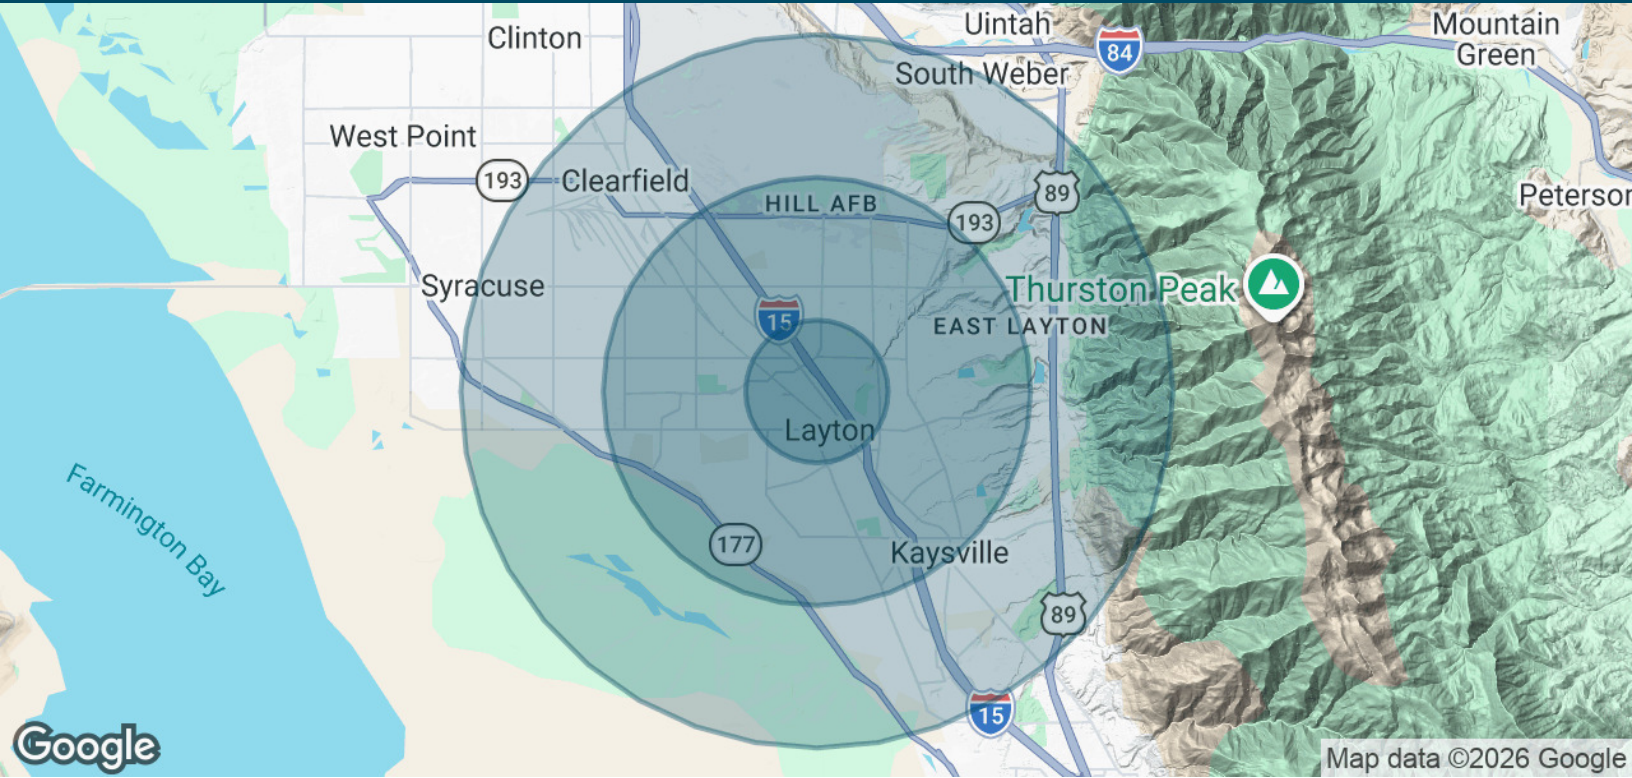 Clinton
Uintah
84
Mountain
Green
South Weber
West Point
193
Clearfield
89
Peterson
HILL AFB
193
Syracuse
Thurston Peak
15
EAST LAYTON
Layton
Farmington Bay
177
Kaysville
89
15
Google
Map data ©2026 Google